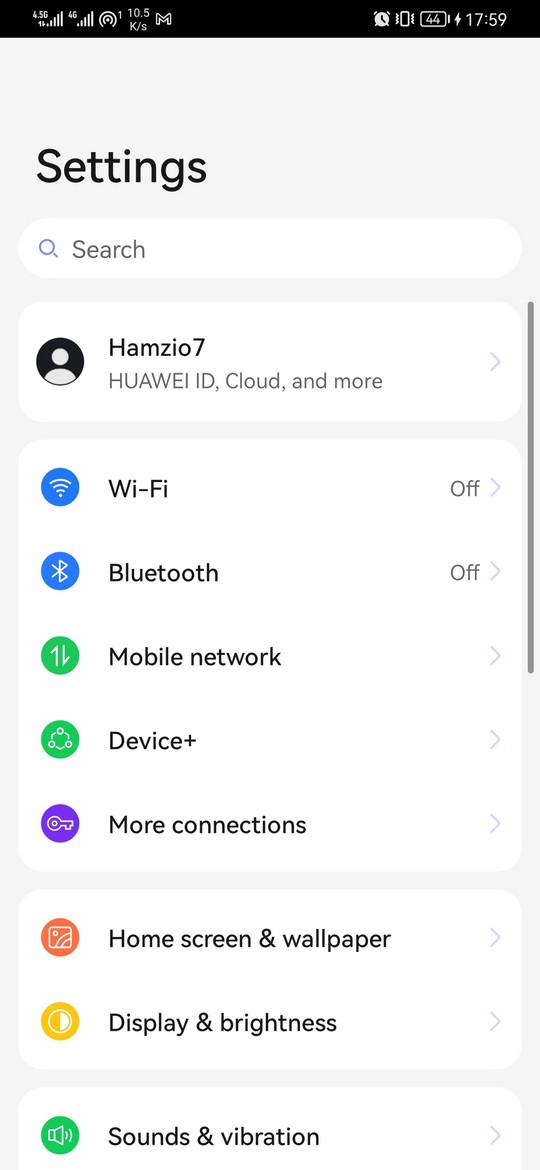 4.5G 4G 1 10.5 K/s 44 17:59
Settings
Search
Hamzio7
HUAWEI ID, Cloud, and more
Wi-Fi Off
Bluetooth Off
Mobile network
Device+
More connections
Home screen & wallpaper
Display & brightness
Sounds & vibration